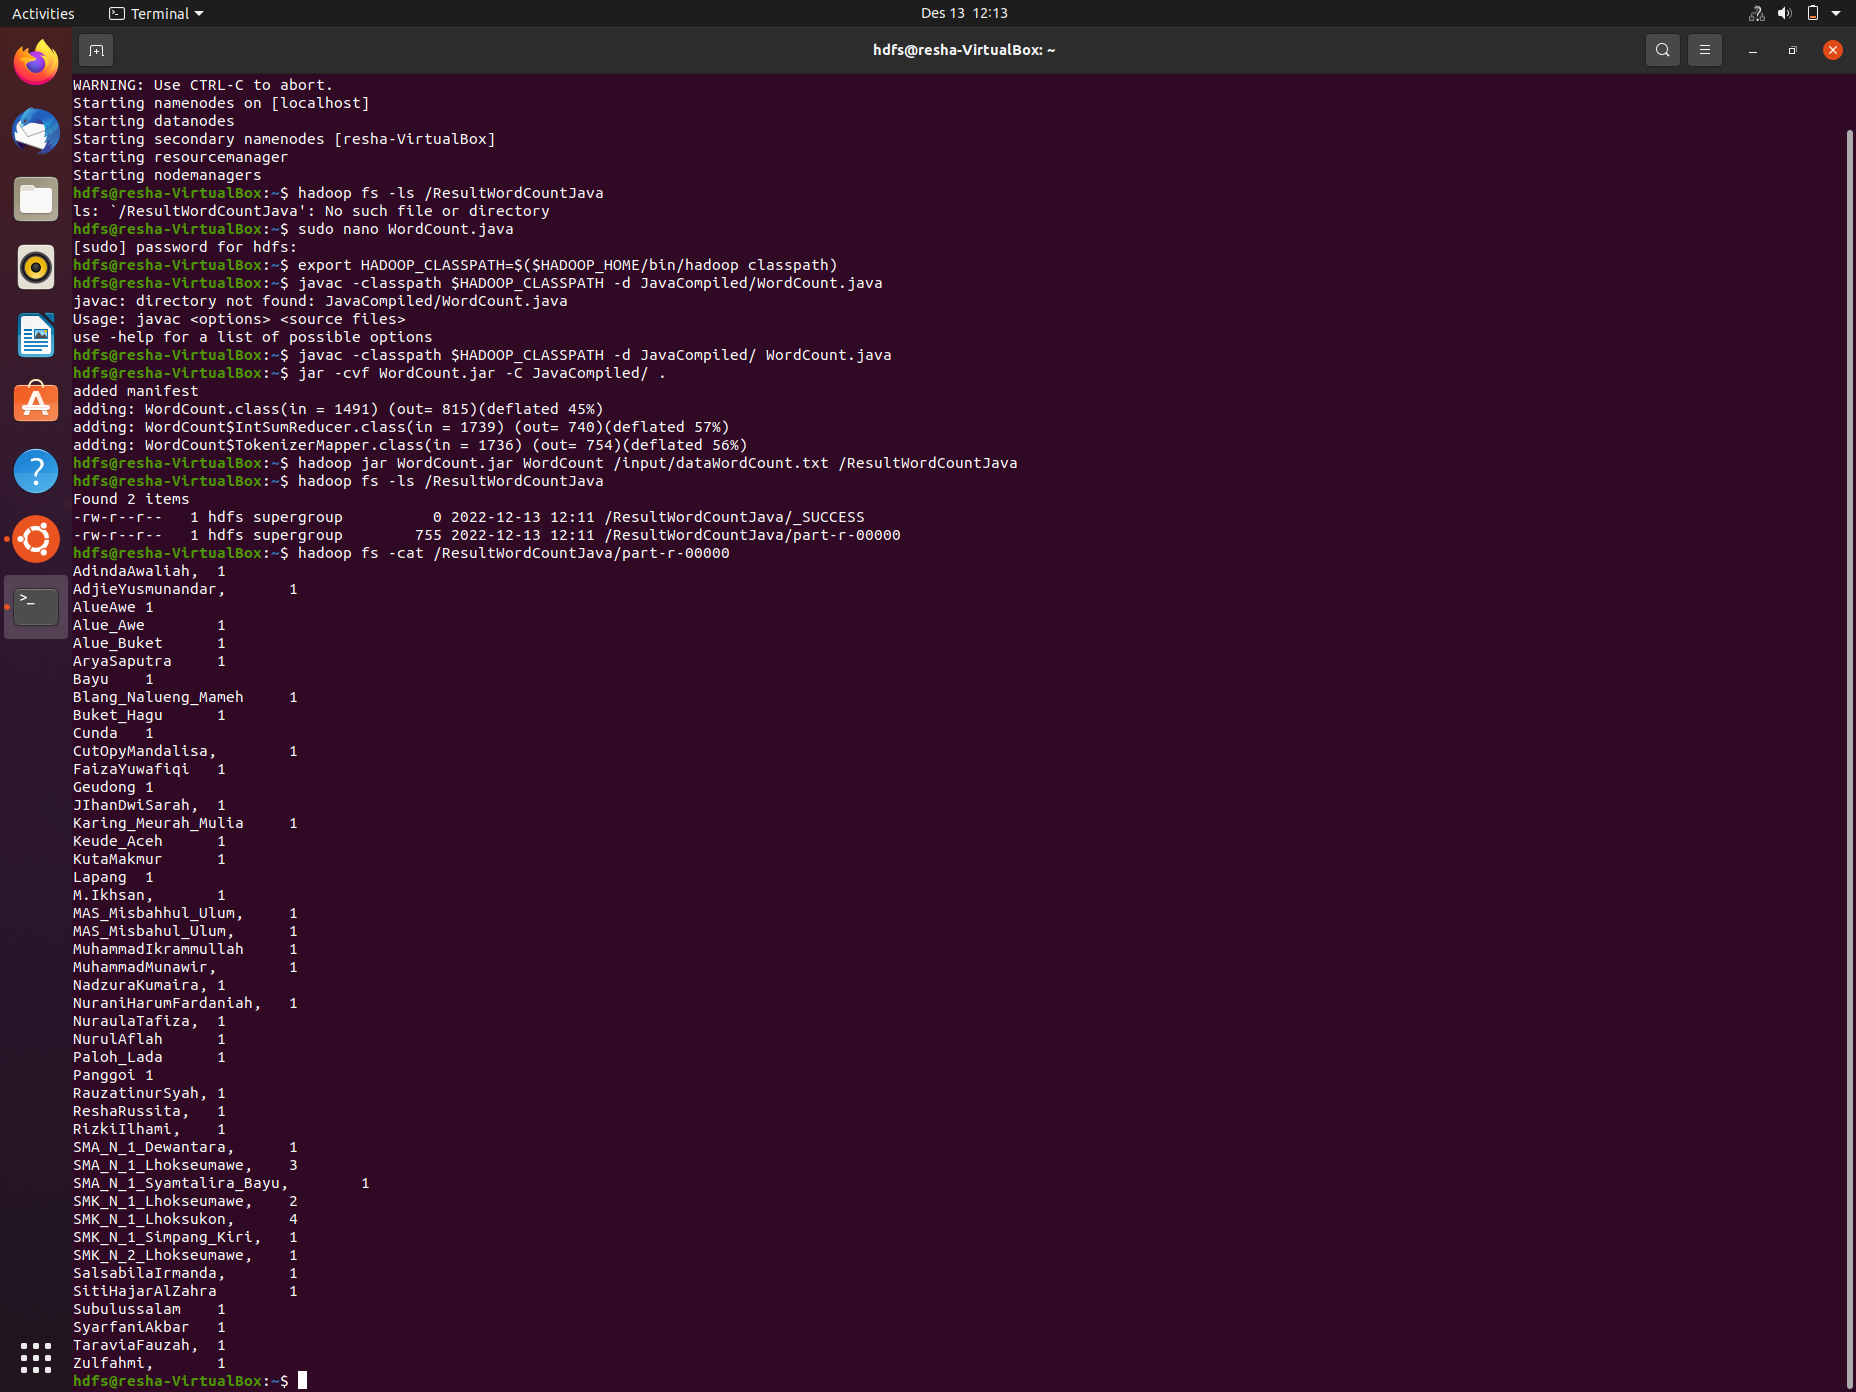 Activities
Terminal
Des 13 12:13
hdfs@resha-VirtualBox: ~
WARNING: Use CTRL-C to abort.
Starting namenodes on [localhost]
Starting datanodes
Starting secondary namenodes [resha-VirtualBox]
Starting resourcemanager
Starting nodemanagers
hdfs@resha-VirtualBox:~$ hadoop fs -ls /ResultWordCountJava
ls: `/ResultWordCountJava': No such file or directory
hdfs@resha-VirtualBox:~$ sudo nano WordCount.java
[sudo] password for hdfs:
hdfs@resha-VirtualBox:~$ export HADOOP_CLASSPATH=$($HADOOP_HOME/bin/hadoop classpath)
hdfs@resha-VirtualBox:~$ javac -classpath $HADOOP_CLASSPATH -d JavaCompiled/WordCount.java
javac: directory not found: JavaCompiled/WordCount.java
Usage: javac <options> <source files>
use -help for a list of possible options
hdfs@resha-VirtualBox:~$ javac -classpath $HADOOP_CLASSPATH -d JavaCompiled/ WordCount.java
hdfs@resha-VirtualBox:~$ jar -cvf WordCount.jar -C JavaCompiled/ .
added manifest
adding: WordCount.class(in = 1491) (out= 815)(deflated 45%)
adding: WordCount$IntSumReducer.class(in = 1739) (out= 740)(deflated 57%)
adding: WordCount$TokenizerMapper.class(in = 1736) (out= 754)(deflated 56%)
hdfs@resha-VirtualBox:~$ hadoop jar WordCount.jar WordCount /input/dataWordCount.txt /ResultWordCountJava
hdfs@resha-VirtualBox:~$ hadoop fs -ls /ResultWordCountJava
Found 2 items
-rw-r--r--   1 hdfs supergroup          0 2022-12-13 12:11 /ResultWordCountJava/_SUCCESS
-rw-r--r--   1 hdfs supergroup        755 2022-12-13 12:11 /ResultWordCountJava/part-r-00000
hdfs@resha-VirtualBox:~$ hadoop fs -cat /ResultWordCountJava/part-r-00000
AdindaAwaliah,	1
AdjieYusmunandar,	1
AlueAwe	1
Alue_Awe	1
Alue_Buket	1
AryaSaputra	1
Bayu	1
Blang_Nalueng_Mameh	1
Buket_Hagu	1
Cunda	1
CutOpyMandalisa,	1
FaizaYuwafiqi	1
Geudong	1
JIhanDwiSarah,	1
Karing_Meurah_Mulia	1
Keude_Aceh	1
KutaMakmur	1
Lapang	1
M.Ikhsan,	1
MAS_Misbahhul_Ulum,	1
MAS_Misbahul_Ulum,	1
MuhammadIkrammullah	1
MuhammadMunawir,	1
NadzuraKumaira,	1
NuraniHarumFardaniah,	1
NuraulaTafiza,	1
NurulAflah	1
Paloh_Lada	1
Panggoi	1
RauzatinurSyah,	1
ReshaRussita,	1
RizkiIlhami,	1
SMA_N_1_Dewantara,	1
SMA_N_1_Lhokseumawe,	3
SMA_N_1_Syamtalira_Bayu,	1
SMK_N_1_Lhokseumawe,	2
SMK_N_1_Lhoksukon,	4
SMK_N_1_Simpang_Kiri,	1
SMK_N_2_Lhokseumawe,	1
SalsabilaIrmanda,	1
SitiHajarAlZahra	1
Subulussalam	1
SyarfaniAkbar	1
TaraviaFauzah,	1
Zulfahmi,	1
hdfs@resha-VirtualBox:~$